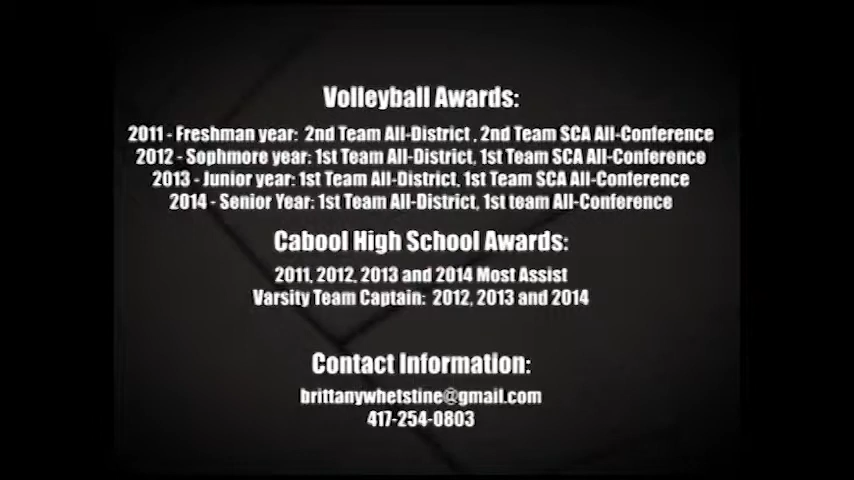 Volleyball Awards:
2011 - Freshman year: 2nd Team All-District , 2nd Team SCA All-Conference
2012 - Sophmore year: 1st Team All-District, 1st Team SCA All-Conference
2013 - Junior year: 1st Team All-District, 1st Team SCA All-Conference
2014 - Senior Year: 1st Team All-District, 1st team All-Conference
Cabool High School Awards:
2011, 2012, 2013 and 2014 Most Assist
Varsity Team Captain: 2012, 2013 and 2014
Contact Information:
brittanywhetstine@gmail.com
417-254-0803